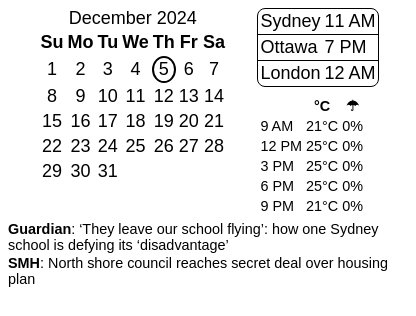 December 2024
Su Mo Tu We Th Fr Sa
1 2 3 4 5 6 7
8 9 10 11 12 13 14
15 16 17 18 19 20 21
22 23 24 25 26 27 28
29 30 31
Sydney 11 AM
Ottawa 7 PM
London 12 AM
°C ☂
9 AM 21°C 0%
12 PM 25°C 0%
3 PM 25°C 0%
6 PM 25°C 0%
9 PM 21°C 0%
Guardian: ‘They leave our school flying’: how one Sydney
school is defying its ‘disadvantage’
SMH: North shore council reaches secret deal over housing
plan